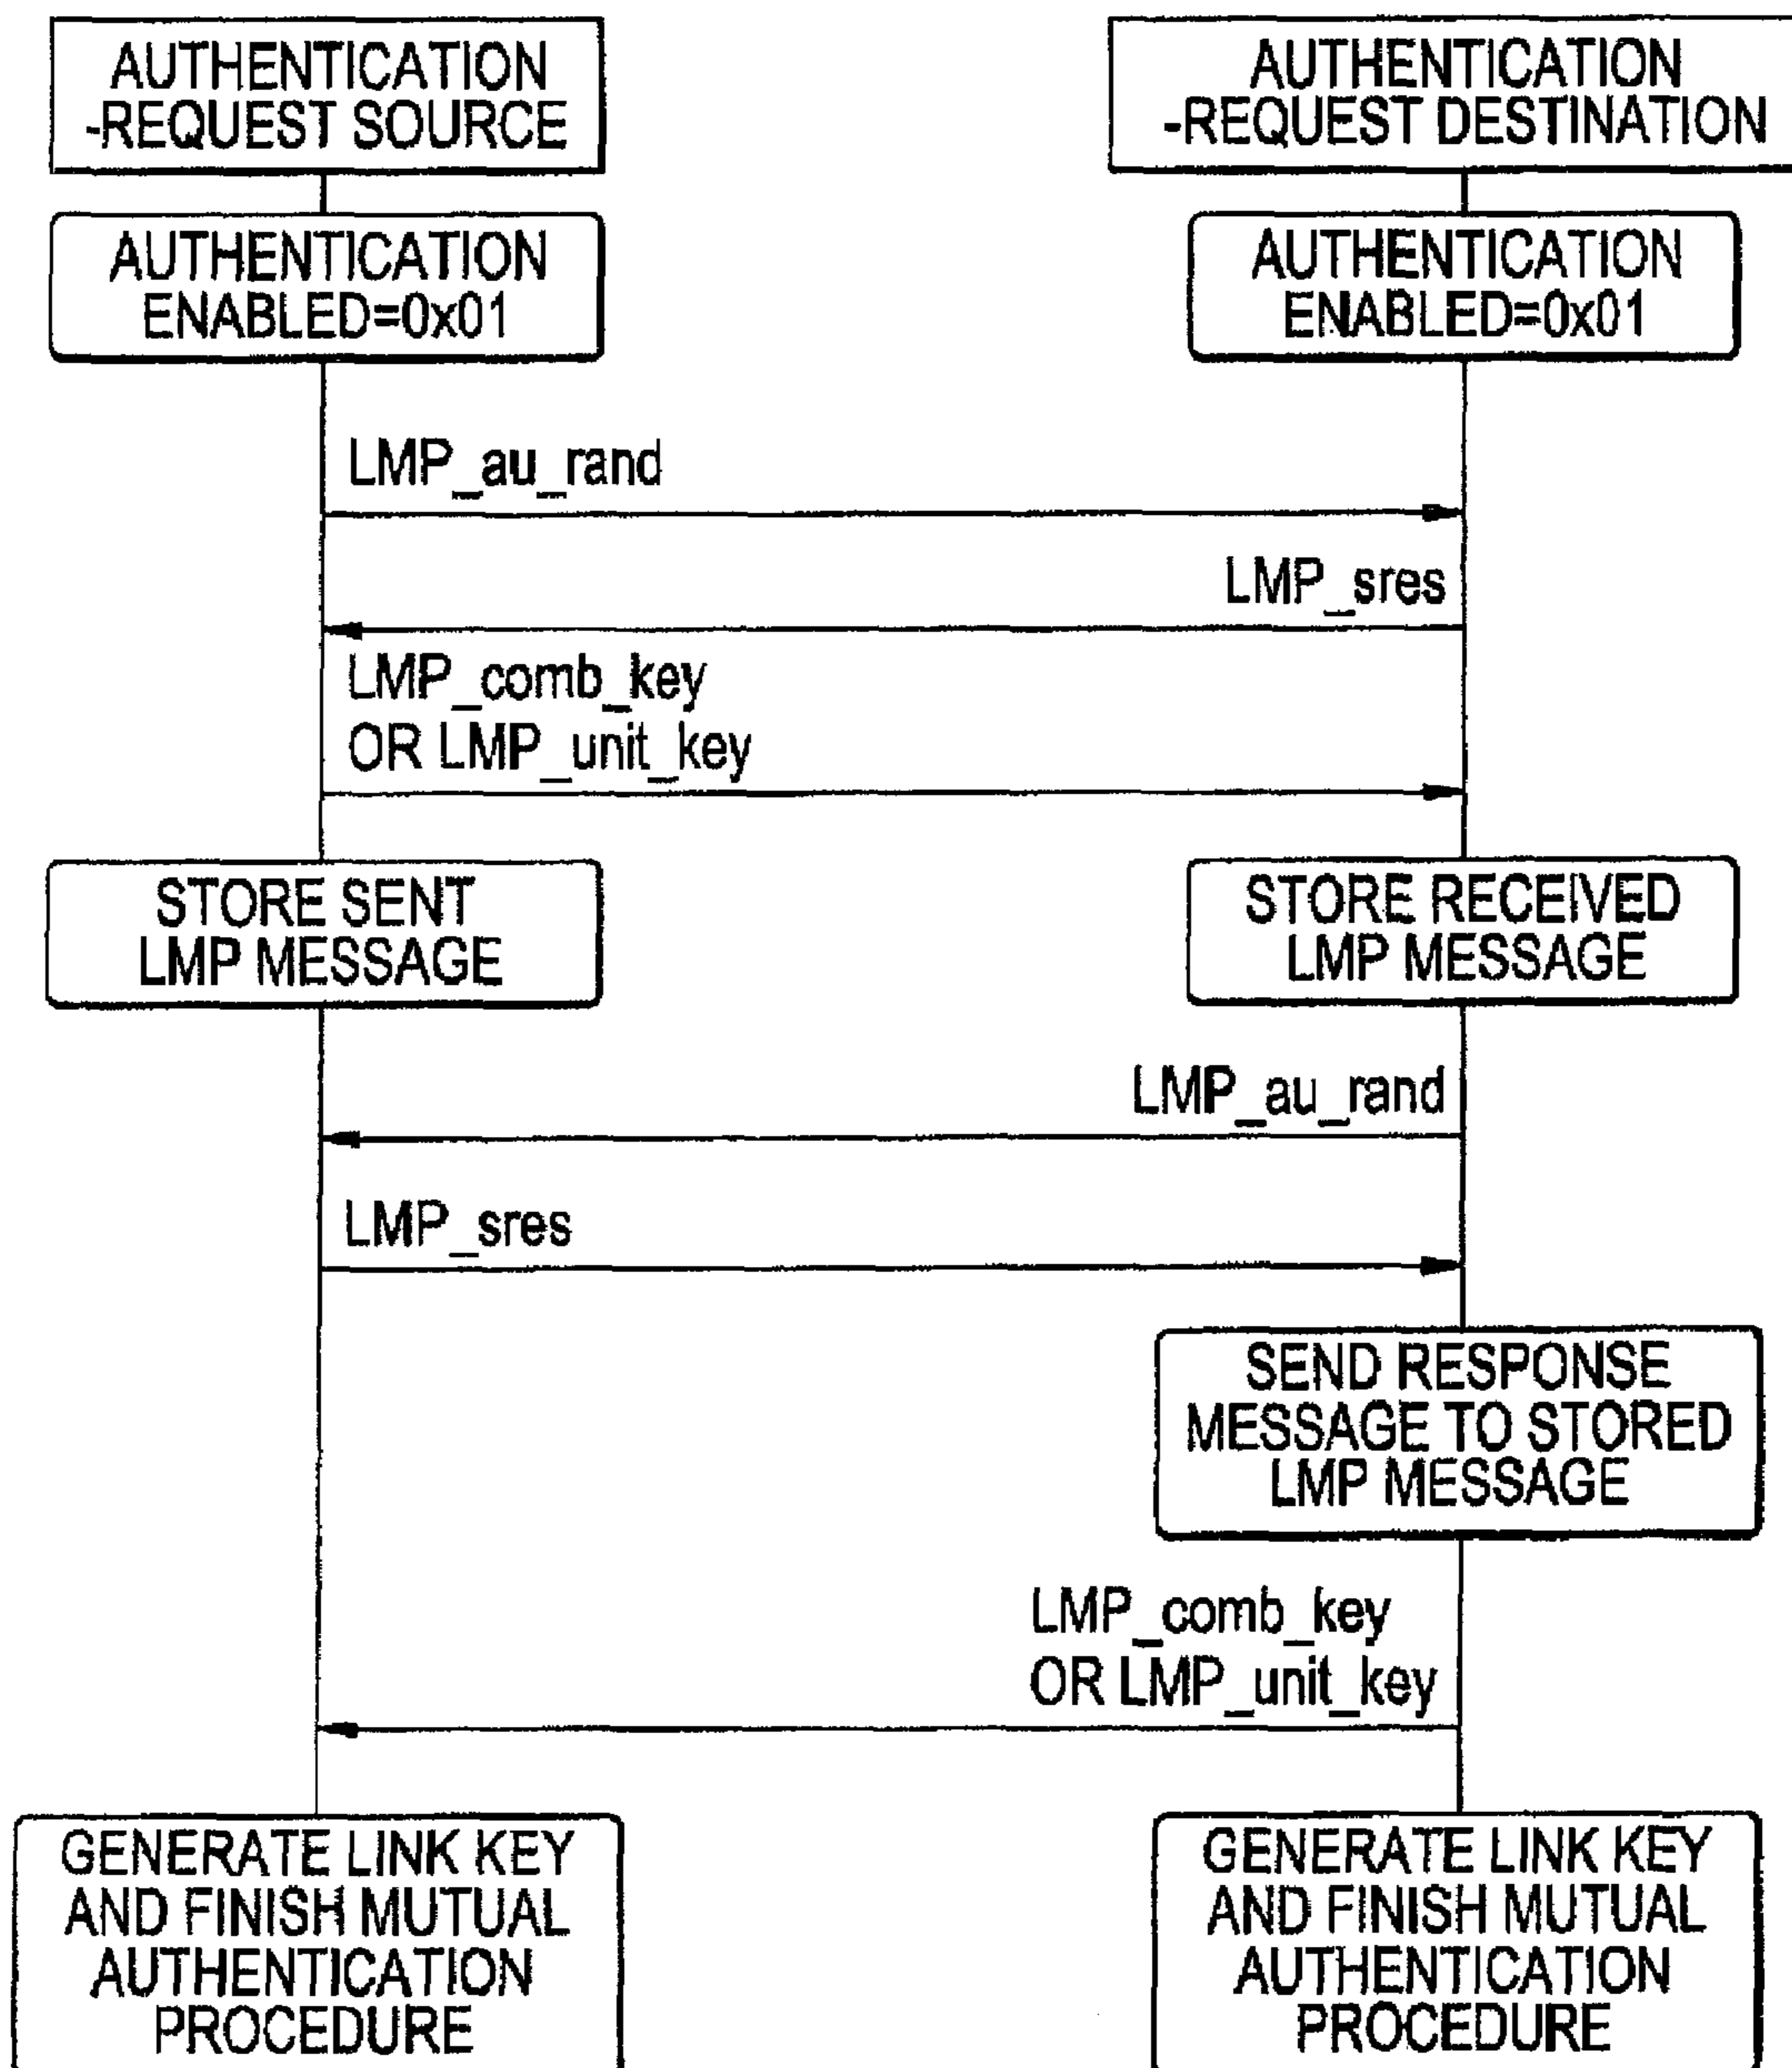 AUTHENTICATION
-REQUEST SOURCE
AUTHENTICATION
-REQUEST DESTINATION
AUTHENTICATION
ENABLED=0x01
AUTHENTICATION
ENABLED=0x01
LMP_au_rand
LMP_sres
LMP_comb_key
OR LMP_unit_key
STORE SENT
LMP MESSAGE
STORE RECEIVED
LMP MESSAGE
LMP_au_rand
LMP_sres
SEND RESPONSE
MESSAGE TO STORED
LMP MESSAGE
LMP_comb_key
OR LMP_unit_key
GENERATE LINK KEY
AND FINISH MUTUAL
AUTHENTICATION
PROCEDURE
GENERATE LINK KEY
AND FINISH MUTUAL
AUTHENTICATION
PROCEDURE